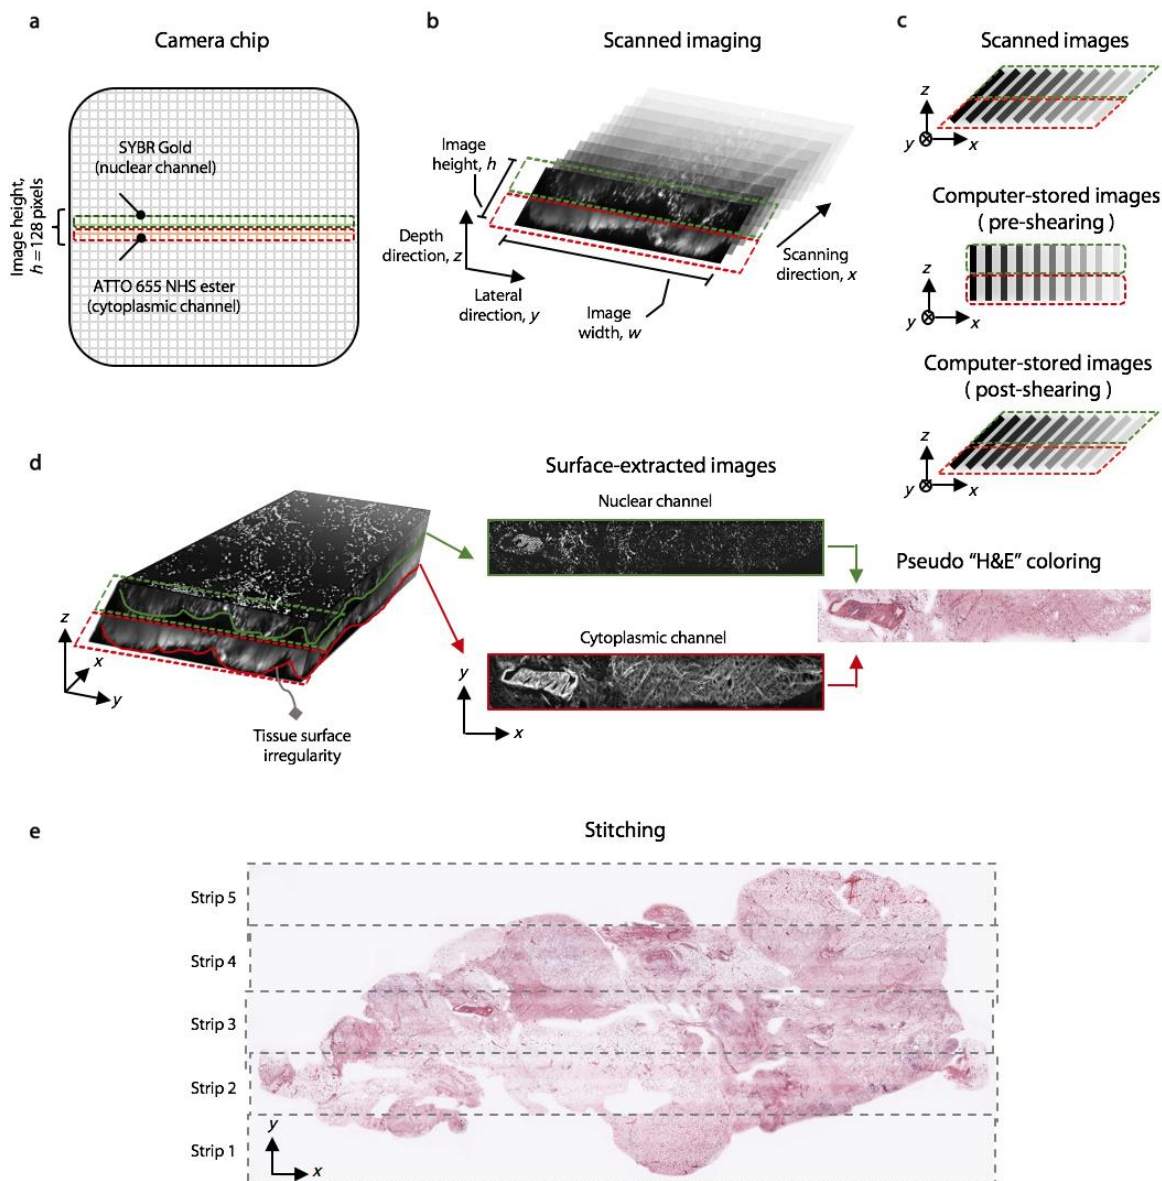 a
Camera chip
SYBR Gold
(nuclear channel)
Image height,
h = 128 pixels
ATTO 655 NHS ester
(cytoplasmic channel)
b
Scanned imaging
Image
height, h
Depth
direction, z
Lateral
direction, y
Image
width, w
Scanning
direction, x
c
Scanned images
z
y
x
Computer-stored images
( pre-shearing )
z
y
x
Computer-stored images
( post-shearing )
z
y
x
d
z
x
y
Tissue surface
irregularity
Surface-extracted images
Nuclear channel
Cytoplasmic channel
y
x
Pseudo “H&E” coloring
e
Stitching
Strip 5
Strip 4
Strip 3
Strip 2
Strip 1
y
x